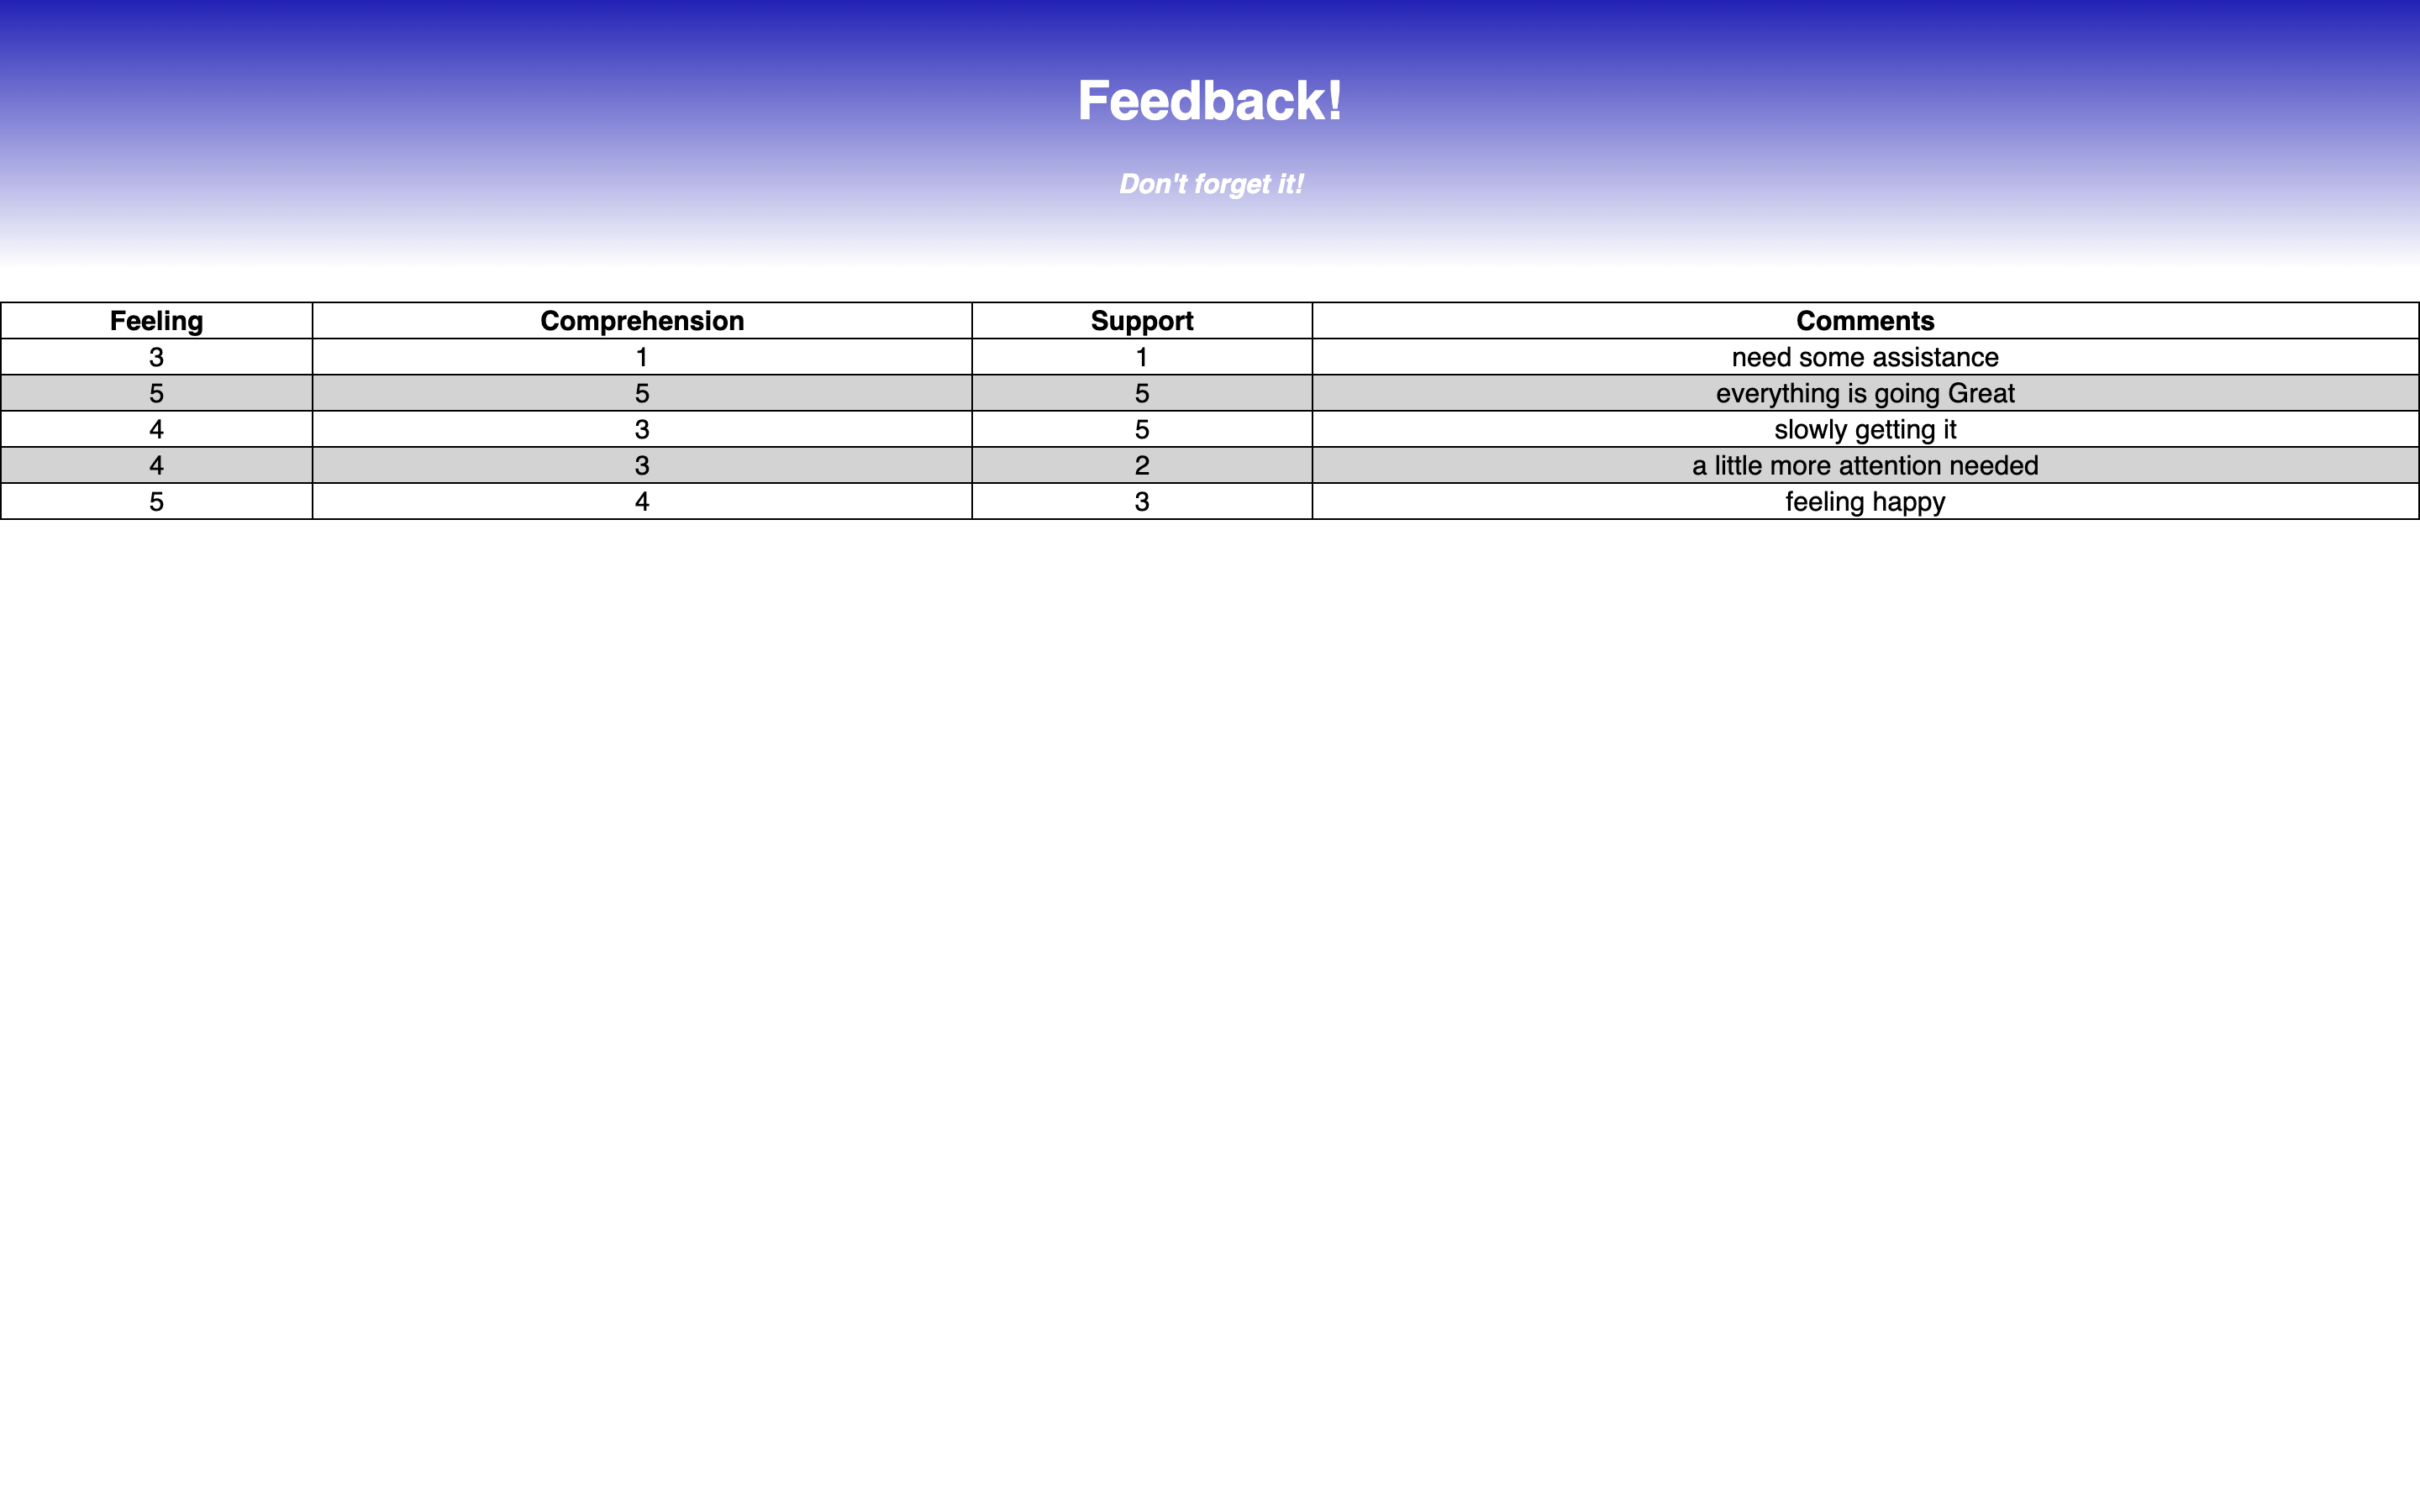 Feedback!
Don't forget it!
Feeling Comprehension Support Comments
3 1 1 need some assistance
5 5 5 everything is going Great
4 3 5 slowly getting it
4 3 2 a little more attention needed
5 4 3 feeling happy